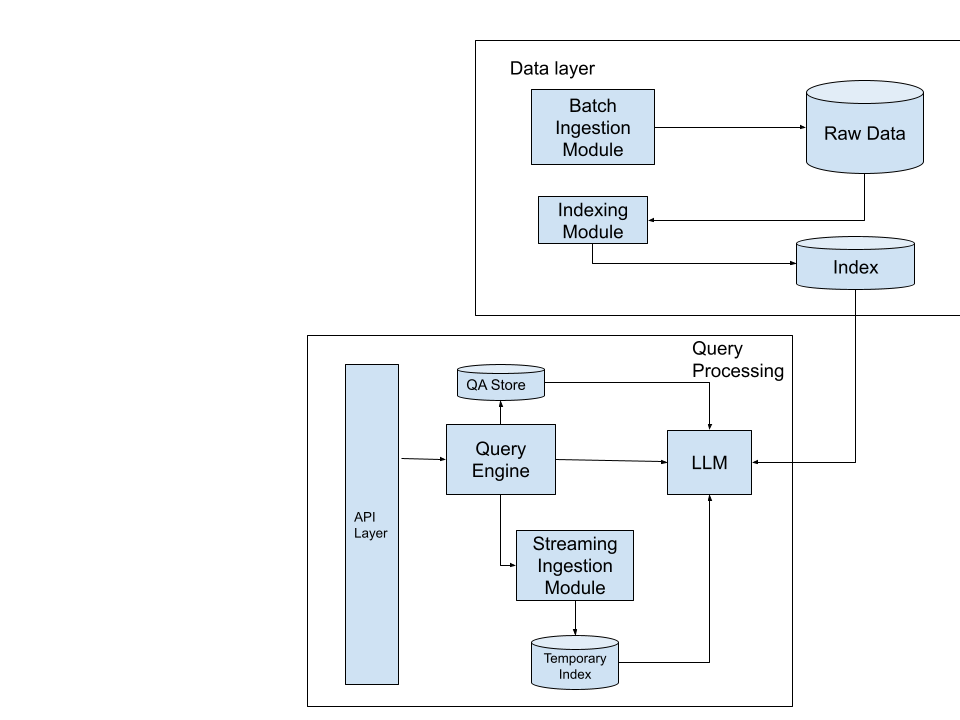 Data layer
Batch
Ingestion
Module
Raw Data
Indexing
Module
Index
Query
Processing
QA Store
Query
Engine
LLM
API
Layer
Streaming
Ingestion
Module
Temporary
Index